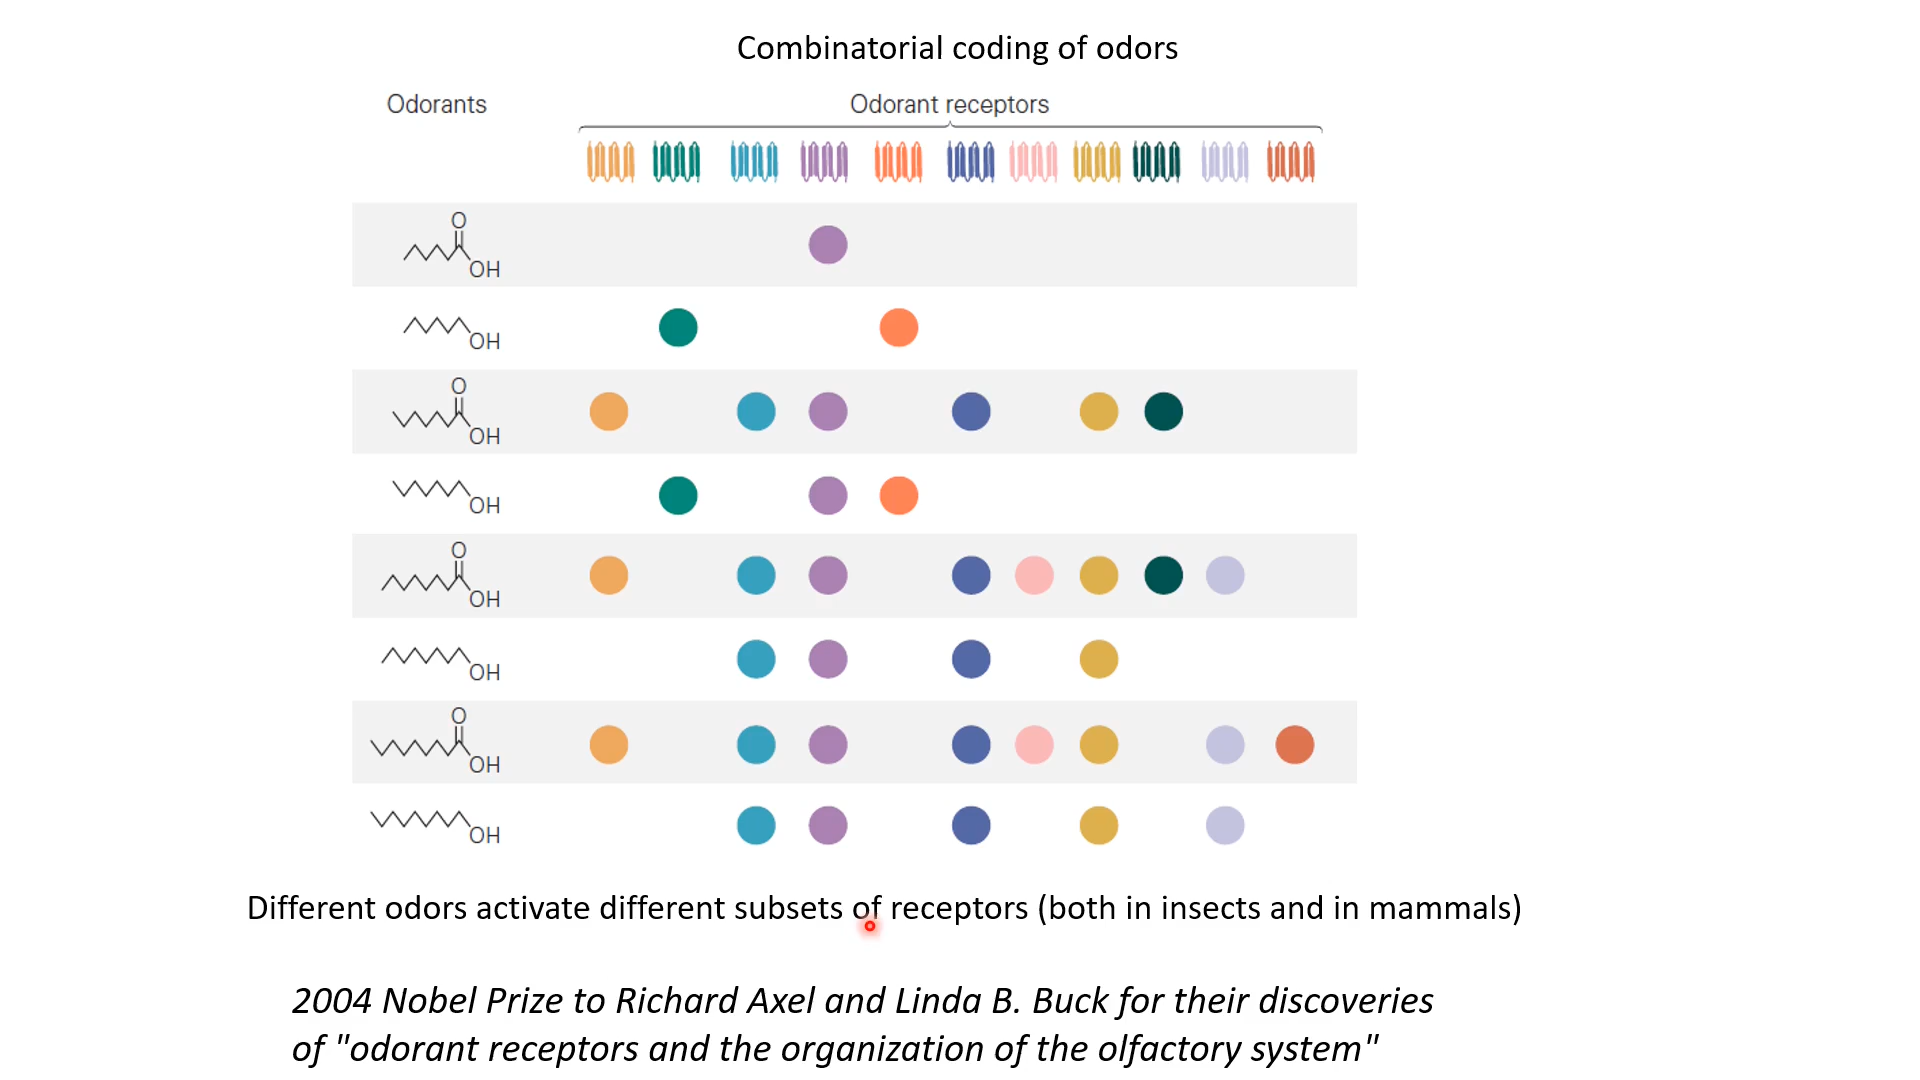 Combinatorial coding of odors
Odorants
Odorant receptors
O
OH
OH
O
OH
OH
O
OH
OH
O
OH
OH
Different odors activate different subsets of receptors (both in insects and in mammals)
2004 Nobel Prize to Richard Axel and Linda B. Buck for their discoveries
of "odorant receptors and the organization of the olfactory system"